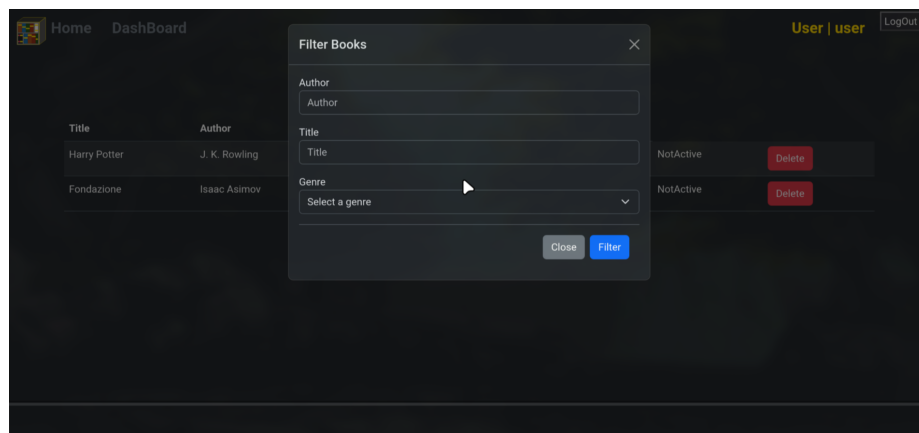 Home DashBoard User | user LogOut
Filter Books
Author
Author
Title Author
Title
Harry Potter J. K. Rowling Title NotActive Delete
Genre
Fondazione Isaac Asimov Select a genre NotActive Delete
Close Filter